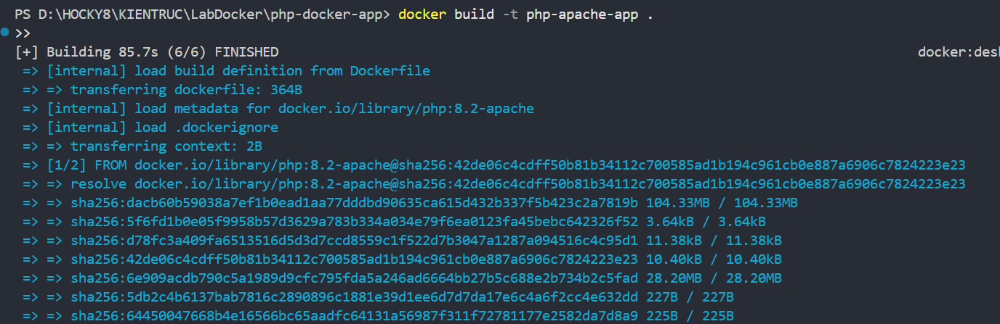 PS D:\HOCKY8\KIENTRUC\LabDocker\php-docker-app> docker build -t php-apache-app .
>>
[+] Building 85.7s (6/6) FINISHED docker:desk
=> [internal] load build definition from Dockerfile
=> => transferring dockerfile: 364B
=> [internal] load metadata for docker.io/library/php:8.2-apache
=> [internal] load .dockerignore
=> => transferring context: 2B
=> [1/2] FROM docker.io/library/php:8.2-apache@sha256:42de06c4cdff50b81b34112c700585ad1b194c961cb0e887a6906c7824223e23
=> => resolve docker.io/library/php:8.2-apache@sha256:42de06c4cdff50b81b34112c700585ad1b194c961cb0e887a6906c7824223e23
=> => sha256:dacb60b59038a7ef1b0ead1aa77dddbd90635ca615d432b337f5b423c2a7819b 104.33MB / 104.33MB
=> => sha256:5f6fd1b0e05f9958b57d3629a783b334a034e79f6ea0123fa45bebc642326f52 3.64kB / 3.64kB
=> => sha256:d78fc3a409fa6513516d5d3d7ccd8559c1f522d7b3047a1287a094516c4c95d1 11.38kB / 11.38kB
=> => sha256:42de06c4cdff50b81b34112c700585ad1b194c961cb0e887a6906c7824223e23 10.40kB / 10.40kB
=> => sha256:6e909acdb790c5a1989d9cfc795fda5a246ad6664bb27b5c688e2b734b2c5fad 28.20MB / 28.20MB
=> => sha256:5db2c4b6137bab7816c2890896c1881e39d1ee6d7d7da17e6c4a6f2cc4e632dd 227B / 227B
=> => sha256:64450047668b4e16566bc65aadfc64131a56987f311f72781177e2582da7d8a9 225B / 225B